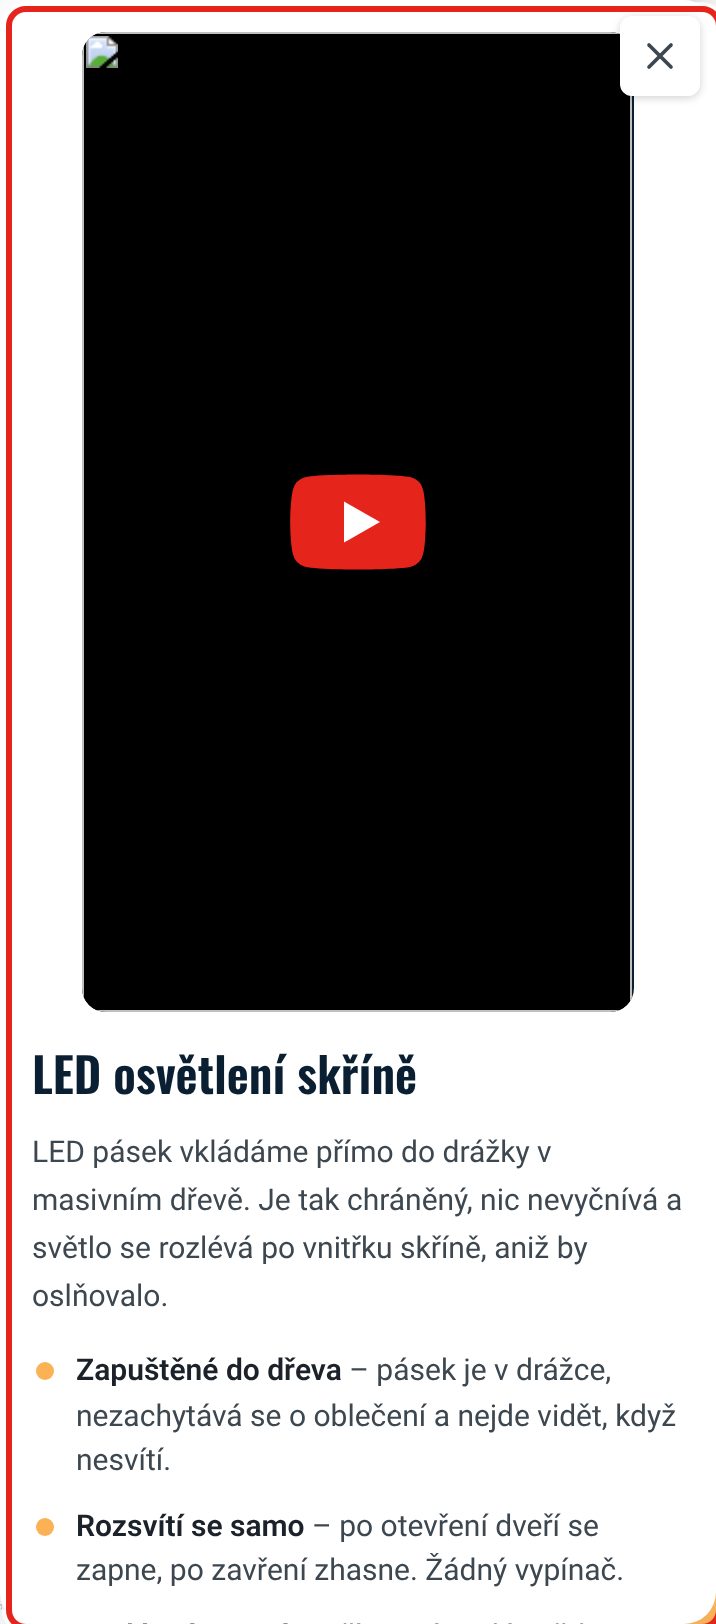 LED osvětlení skříně
LED pásek vkládáme přímo do drážky v
masivním dřevě. Je tak chráněný, nic nevyčnívá a
světlo se rozlévá po vnitřku skříně, aniž by
oslňovalo.
Zapuštěné do dřeva – pásek je v drážce,
nezachytává se o oblečení a nejde vidět, když
nesvítí.
Rozsvítí se samo – po otevření dveří se
zapne, po zavření zhasne. Žádný vypínač.